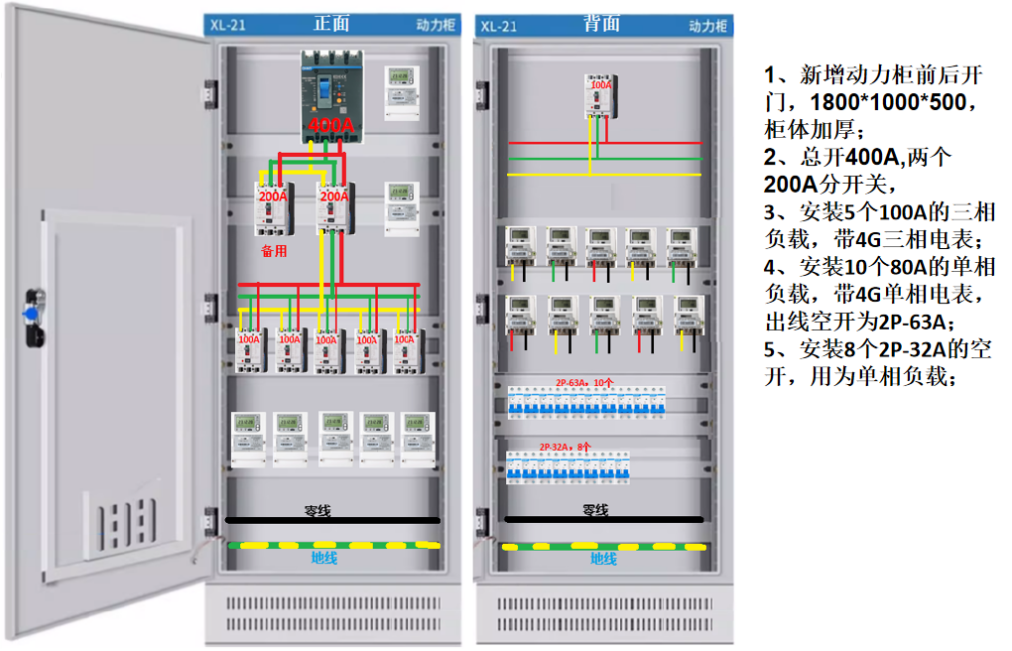 XL-21 正面 动力柜
400A
200A 200A
备用
100A 100A 100A 100A 100A
零线
地线
XL-21 背面 动力柜
100A
2P-63A，10个
2P-32A，8个
零线
地线
1、新增动力柜前后开
门，1800*1000*500，
柜体加厚；
2、总开400A,两个
200A分开关，
3、安装5个100A的三相
负载，带4G三相电表；
4、安装10个80A的单相
负载，带4G单相电表，
出线空开为2P-63A；
5、安装8个2P-32A的空
开，用为单相负载；